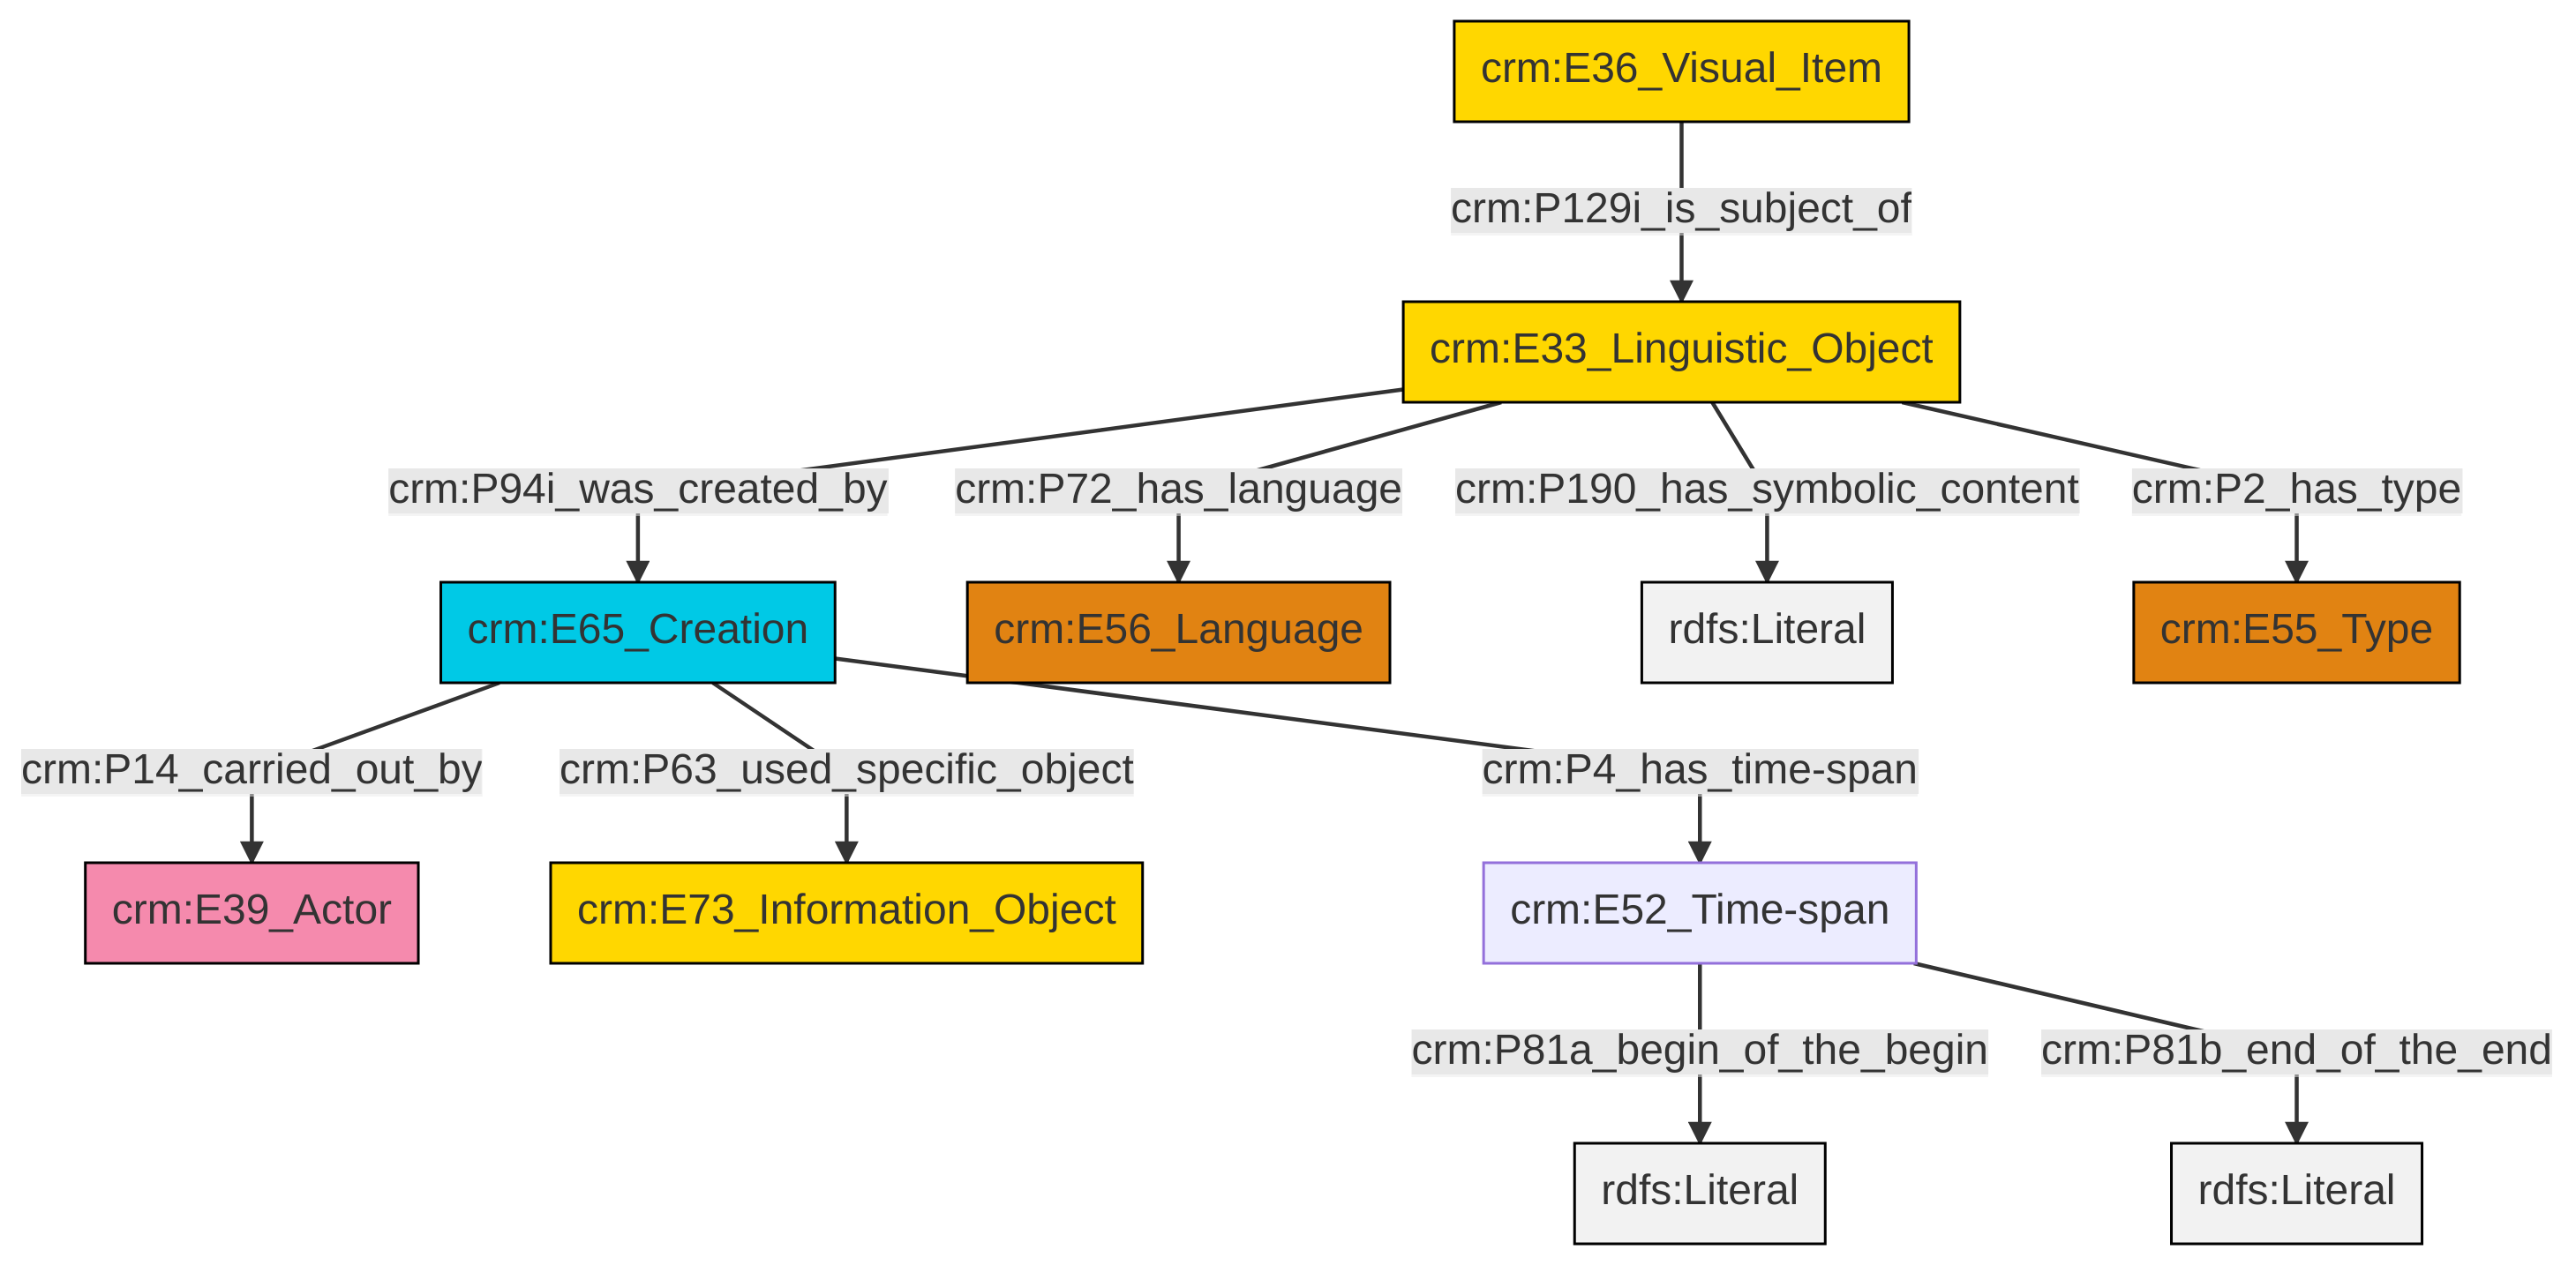 crm:E36_Visual_Item
crm:P129i_is_subject_of
crm:E33_Linguistic_Object
crm:P94i_was_created_by
crm:P72_has_language
crm:P190_has_symbolic_content
crm:P2_has_type
crm:E65_Creation
crm:E56_Language
rdfs:Literal
crm:E55_Type
crm:P14_carried_out_by
crm:P63_used_specific_object
crm:P4_has_time-span
crm:E39_Actor
crm:E73_Information_Object
crm:E52_Time-span
crm:P81a_begin_of_the_begin
crm:P81b_end_of_the_end
rdfs:Literal
rdfs:Literal